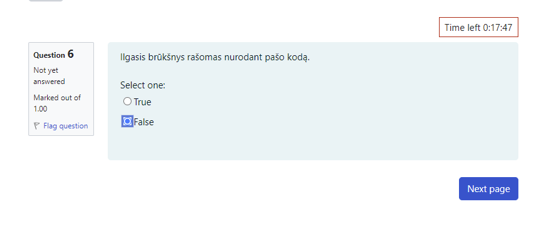 Time left 0:17:47
Question 6
Not yet
answered
Marked out of
1.00
Flag question
Ilgasis brūkšnys rašomas nurodant pašo kodą.
Select one:
True
False
Next page